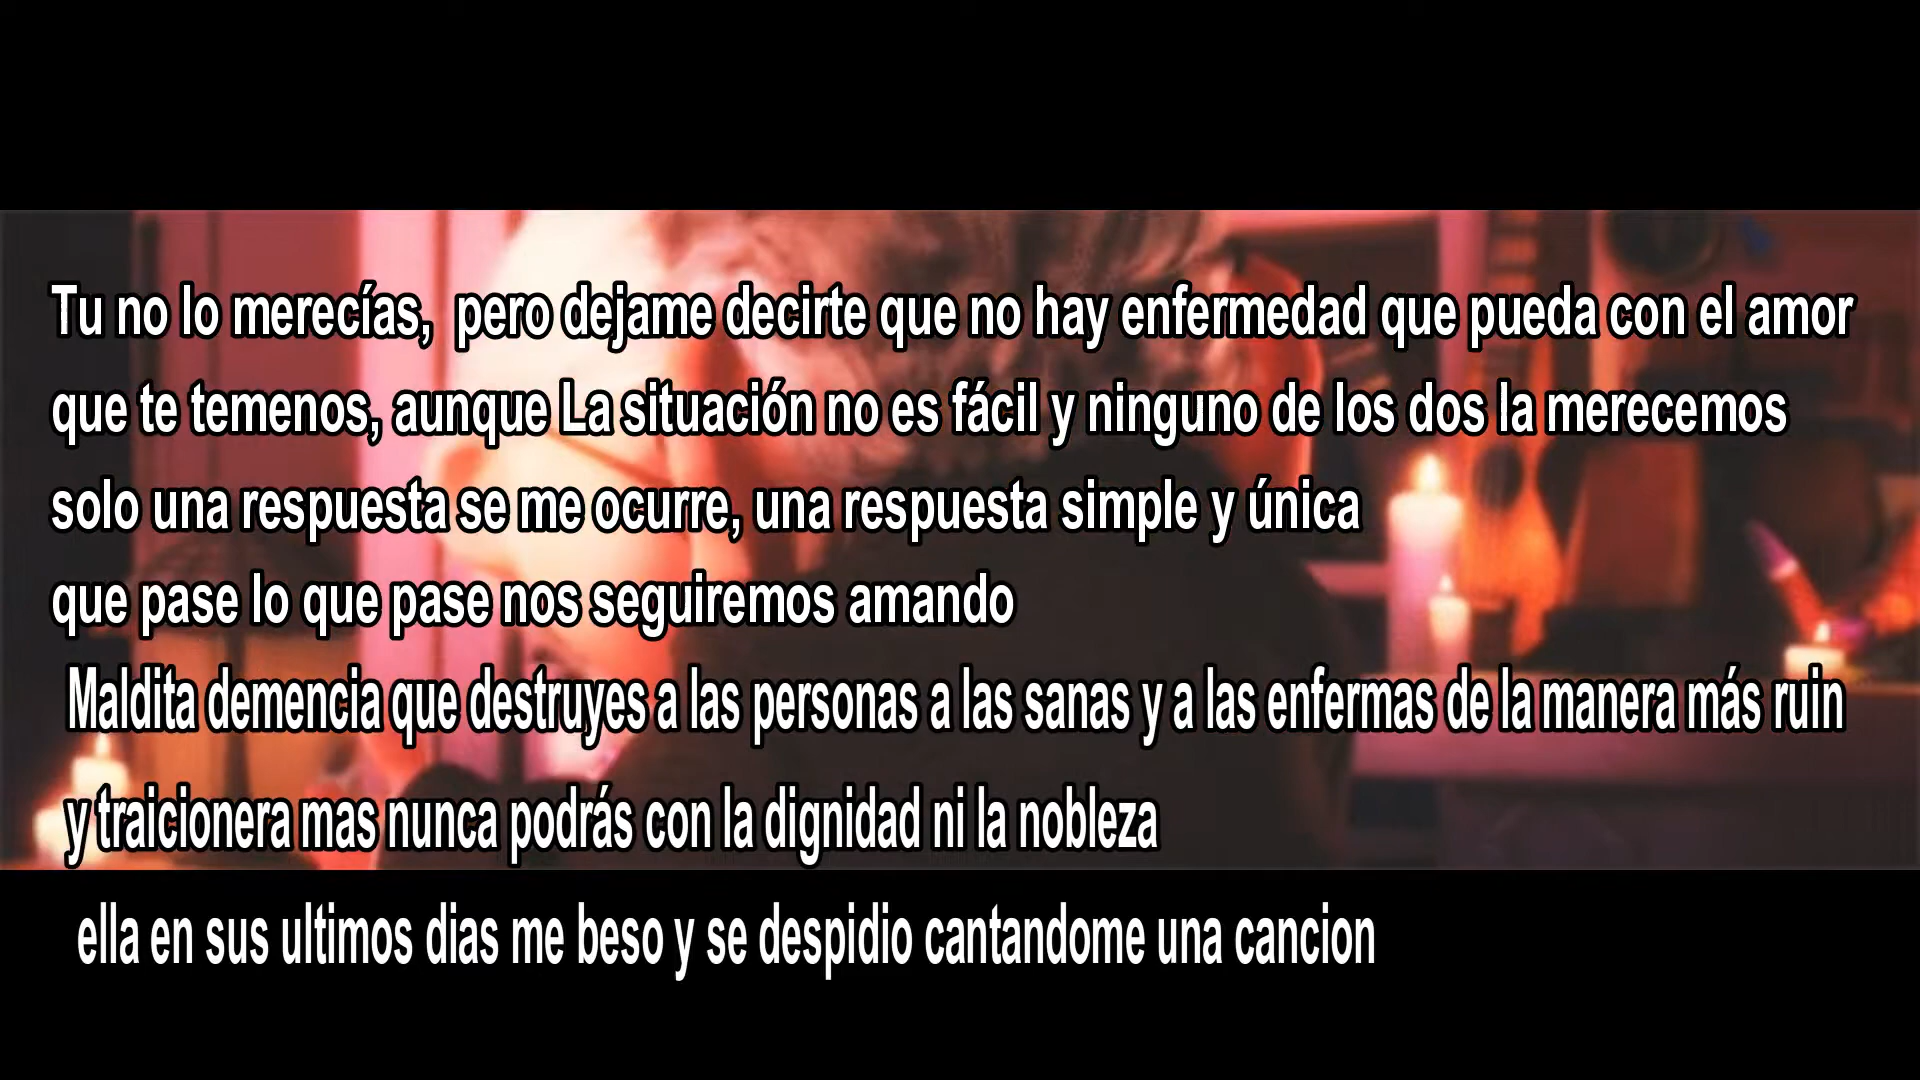 Tu no lo merecías,  pero dejame decirte que no hay enfermedad que pueda con el amor
que te temenos, aunque La situación no es fácil y ninguno de los dos la merecemos
solo una respuesta se me ocurre, una respuesta simple y única
que pase lo que pase nos seguiremos amando
Maldita demencia que destruyes a las personas a las sanas y a las enfermas de la manera más ruin
y traicionera mas nunca podrás con la dignidad ni la nobleza
ella en sus ultimos dias me beso y se despidio cantandome una cancion